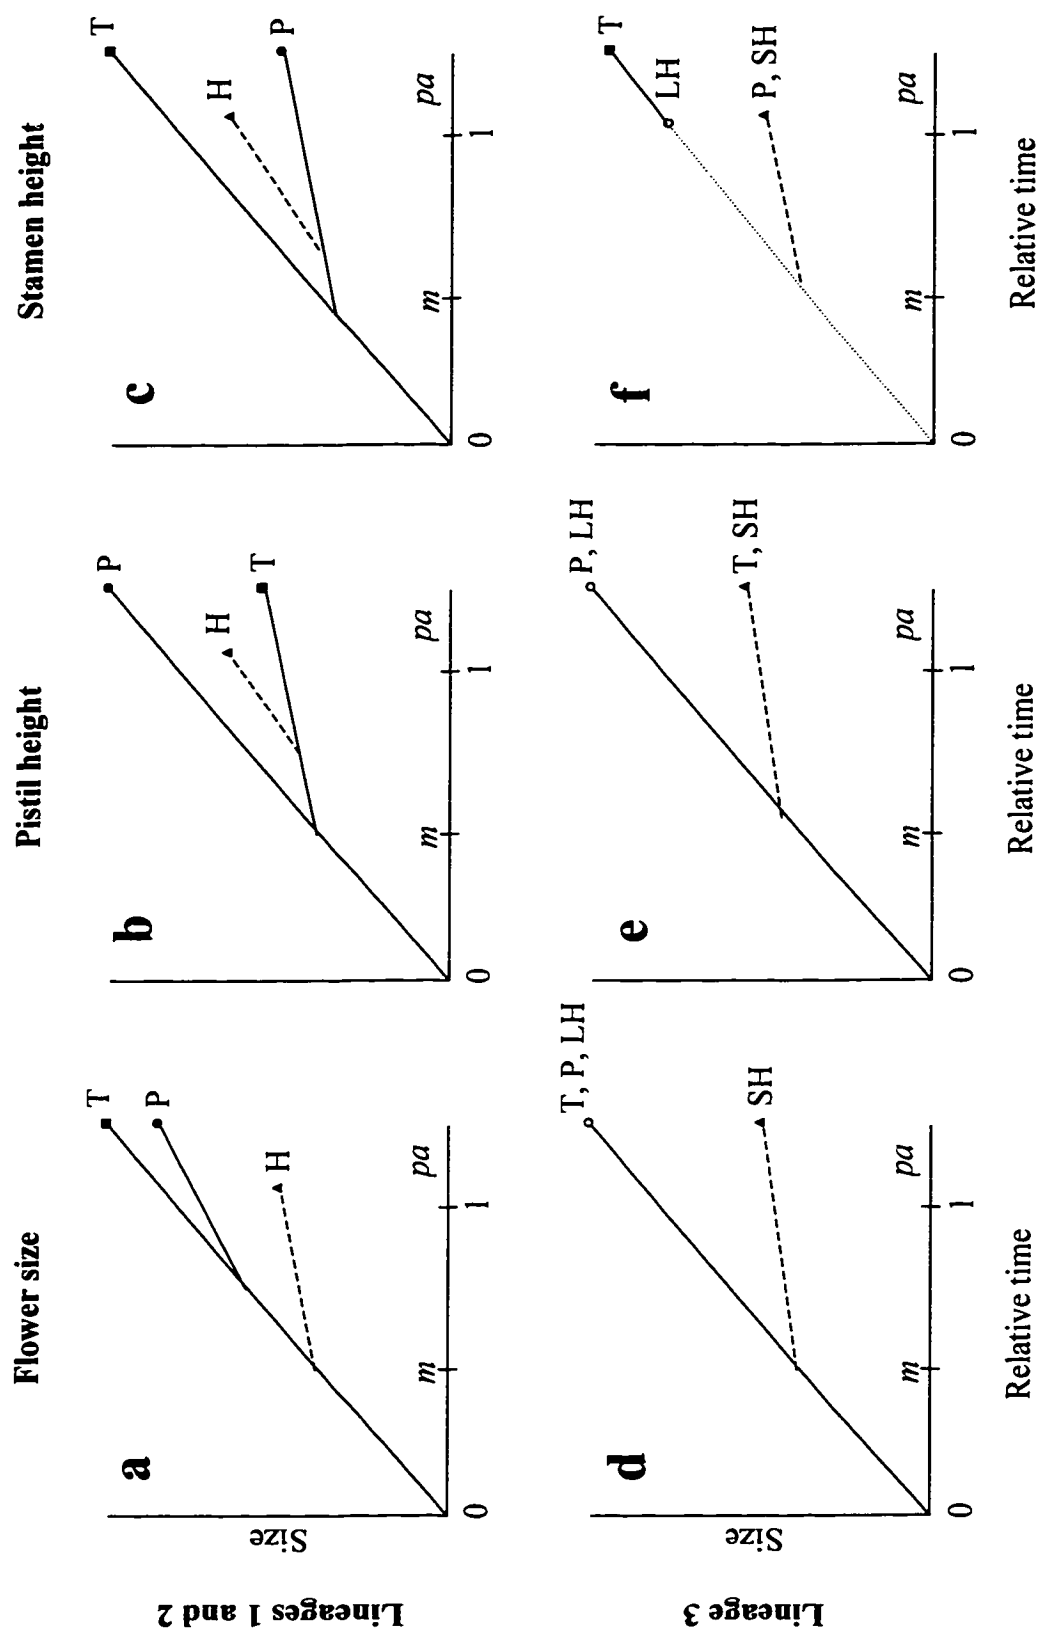 Flower size
Pistil height
Stamen height
Lineages 1 and 2
Size
a
T
P
H
0
m
1
pa
b
P
H
T
0
m
1
pa
c
T
H
P
0
m
1
pa
Lineage 3
Size
d
T, P, LH
SH
0
m
1
pa
Relative time
e
P, LH
T, SH
0
m
1
pa
Relative time
f
T
LH
P, SH
0
m
1
pa
Relative time